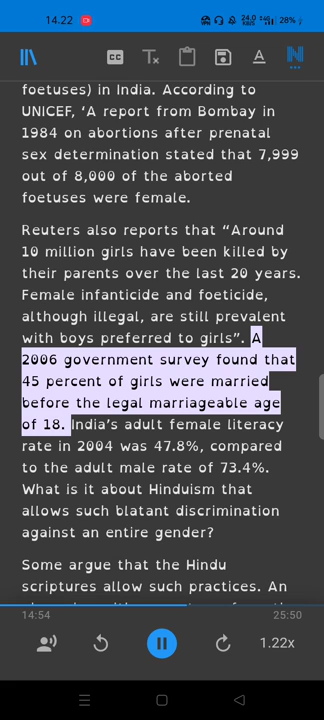 14.22
24.0
KB/S
28%
CC
T
A
N
foetuses) in India. According to
UNICEF, ‘A report from Bombay in
1984 on abortions after prenatal
sex determination stated that 7,999
out of 8,000 of the aborted
foetuses were female.
Reuters also reports that “Around
10 million girls have been killed by
their parents over the last 20 years.
Female infanticide and foeticide,
although illegal, are still prevalent
with boys preferred to girls”. A
2006 government survey found that
45 percent of girls were married
before the legal marriageable age
of 18. India’s adult female literacy
rate in 2004 was 47.8%, compared
to the adult male rate of 73.4%.
What is it about Hinduism that
allows such blatant discrimination
against an entire gender?
Some argue that the Hindu
scriptures allow such practices. An
14:54
25:50
1.22x